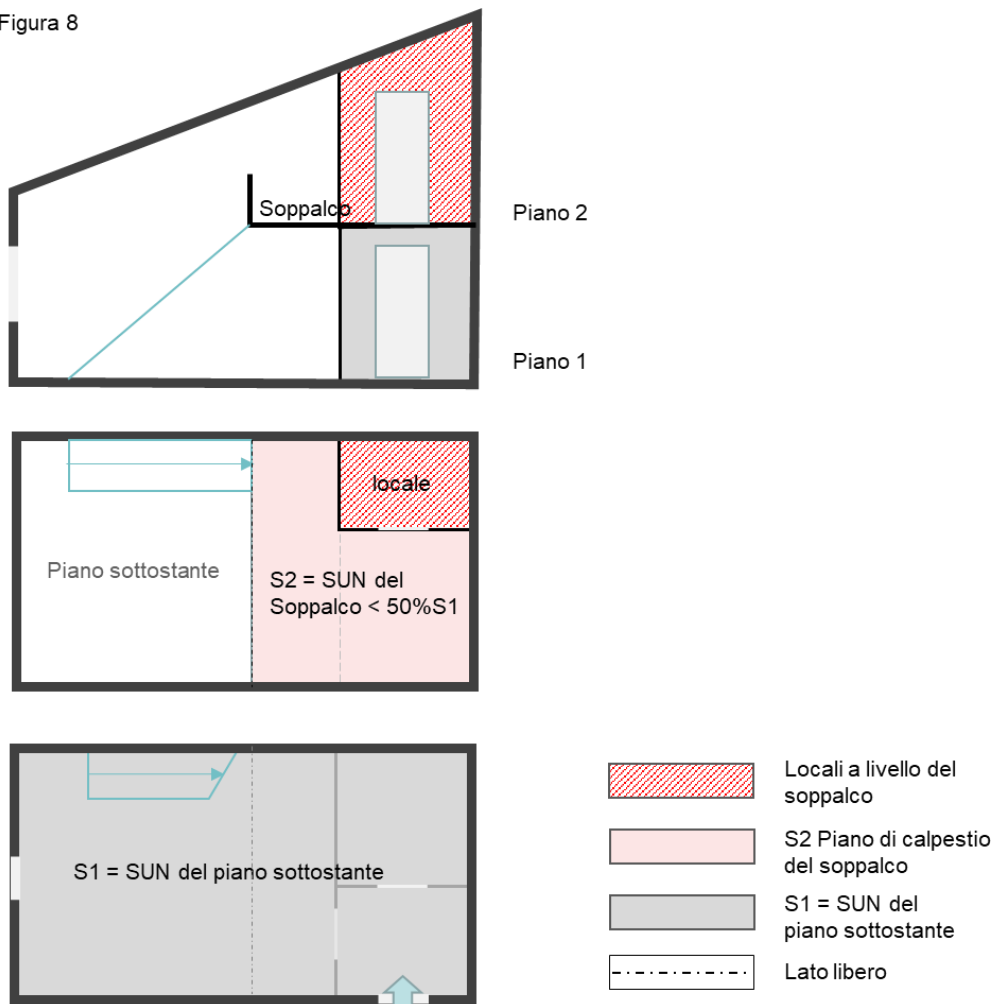 Figura 8
Soppalco
Piano 2
Piano 1
locale
Piano sottostante
S2 = SUN del
Soppalco < 50%S1
S1 = SUN del piano sottostante
Locali a livello del
soppalco
S2 Piano di calpestio
del soppalco
S1 = SUN del
piano sottostante
Lato libero